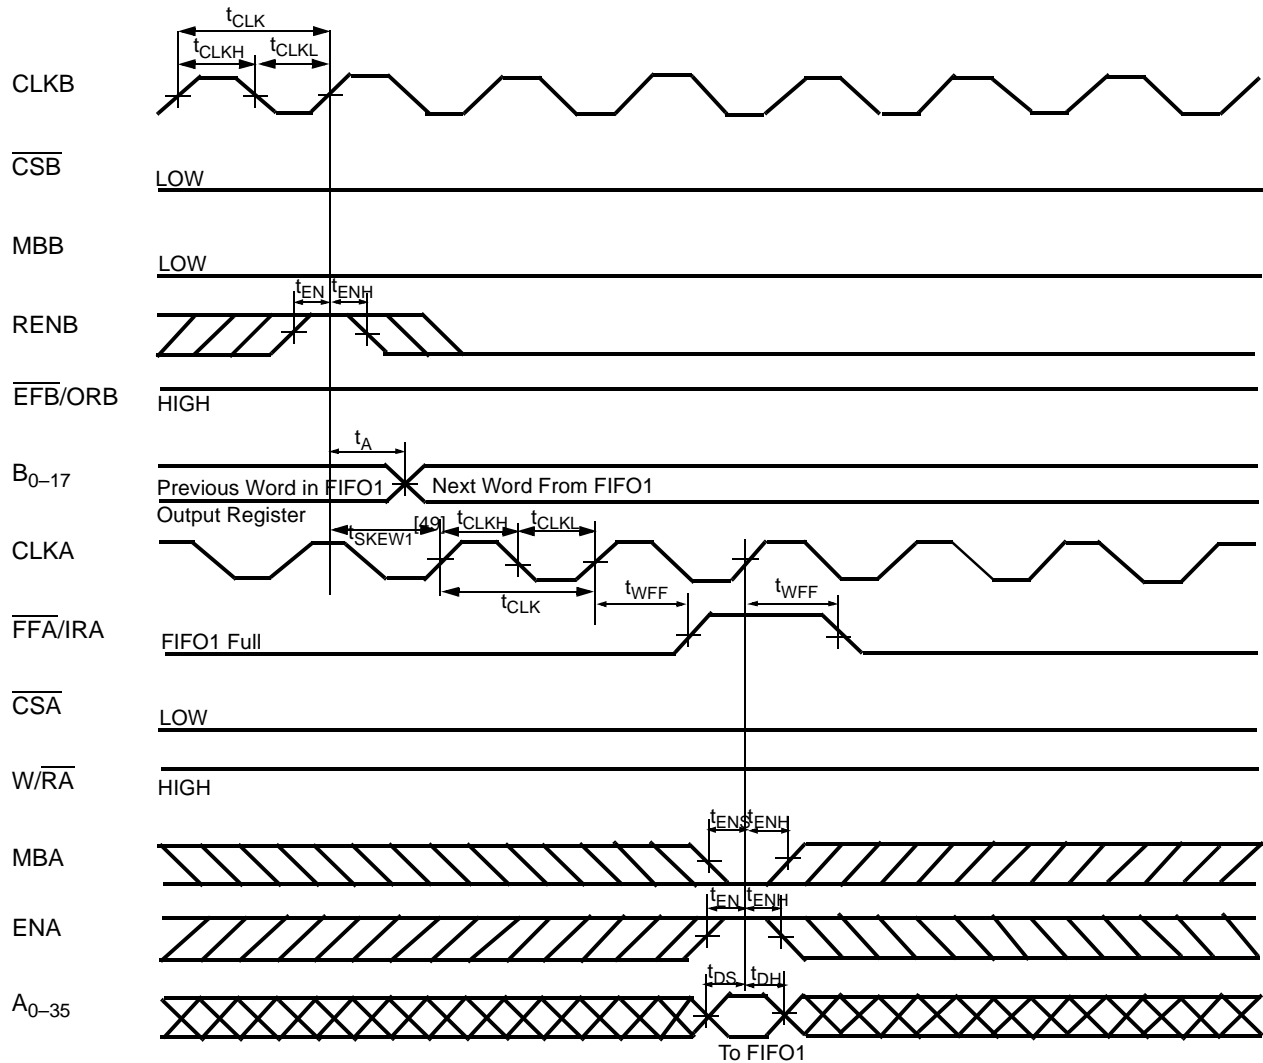 tCLK
tCLKH tCLKL
CLKB
CSB
LOW
MBB
LOW
tEN tENH
RENB
EFB/ORB
HIGH
tA
B0–17
Previous Word in FIFO1 Next Word From FIFO1
Output Register
tSKEW1[49] tCLKH tCLKL
CLKA
tCLK tWFF tWFF
FFA/IRA
FIFO1 Full
CSA
LOW
W/RA
HIGH
tENS tENH
MBA
tEN tENH
ENA
tDS tDH
A0–35
To FIFO1